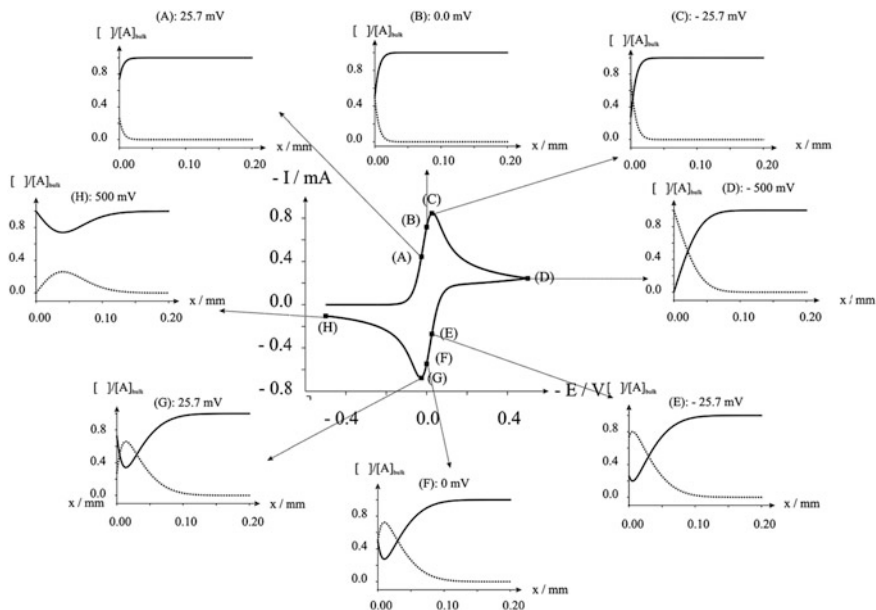 (A): 25.7 mV
[ ]/[A]bulk
0.8
0.4
0.0
x / mm
0.00 0.10 0.20
(B): 0.0 mV
[ ]/[A]bulk
0.8
0.4
0.0
x / mm
0.00 0.10 0.20
(C): - 25.7 mV
[ ]/[A]bulk
0.8
0.4
0.0
x / mm
0.00 0.10 0.20
[ ]/[A]bulk
(H): 500 mV
0.8
0.4
0.0
x / mm
0.00 0.10 0.20
- I / mA
0.8
0.4
0.0
- 0.4
- 0.8
- 0.4 0.0 0.4
- E / V
(A)
(B)
(C)
(D)
(E)
(F)
(G)
(H)
[ ]/[A]bulk
(D): - 500 mV
0.8
0.4
0.0
x / mm
0.00 0.10 0.20
[ ]/[A]bulk
(G): 25.7 mV
0.8
0.4
0.0
x / mm
x / mm
0.00 0.10 0.20
[ ]/[A]bulk
(F): 0 mV
0.8
0.4
0.0
x / mm
0.00 0.10 0.20
[ ]/[A]bulk
(E): - 25.7 mV
0.8
0.4
0.0
x / mm
0.00 0.10 0.20